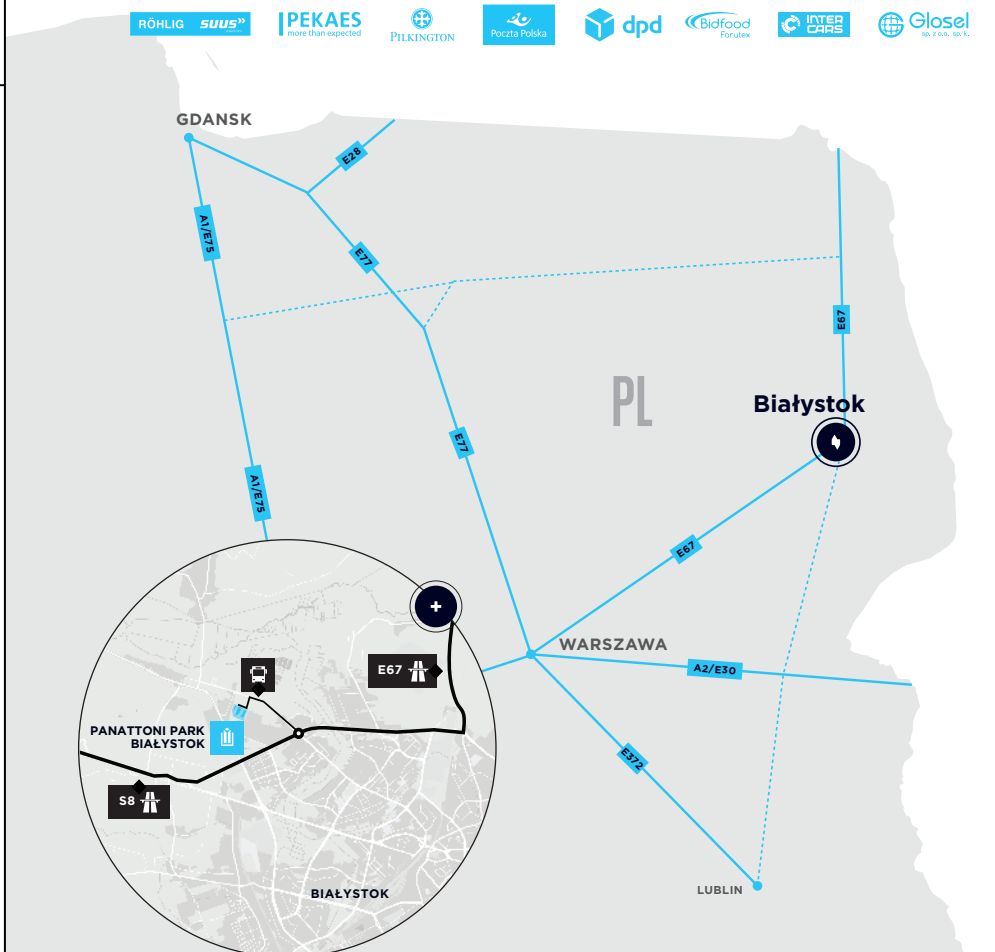 RÖHLIG SUUS
PEKAES
more than expected
PILKINGTON
Poczta Polska
dpd
Bidfood
Farutex
INTER
CARS
Glosel
sp. z o.o. sp. k.
GDANSK
E28
A1/E75
E77
E67
PL
Białystok
E77
A1/E75
E67
WARSZAWA
A2/E30
E67
PANATTONI PARK
BIAŁYSTOK
E372
S8
LUBLIN
BIAŁYSTOK